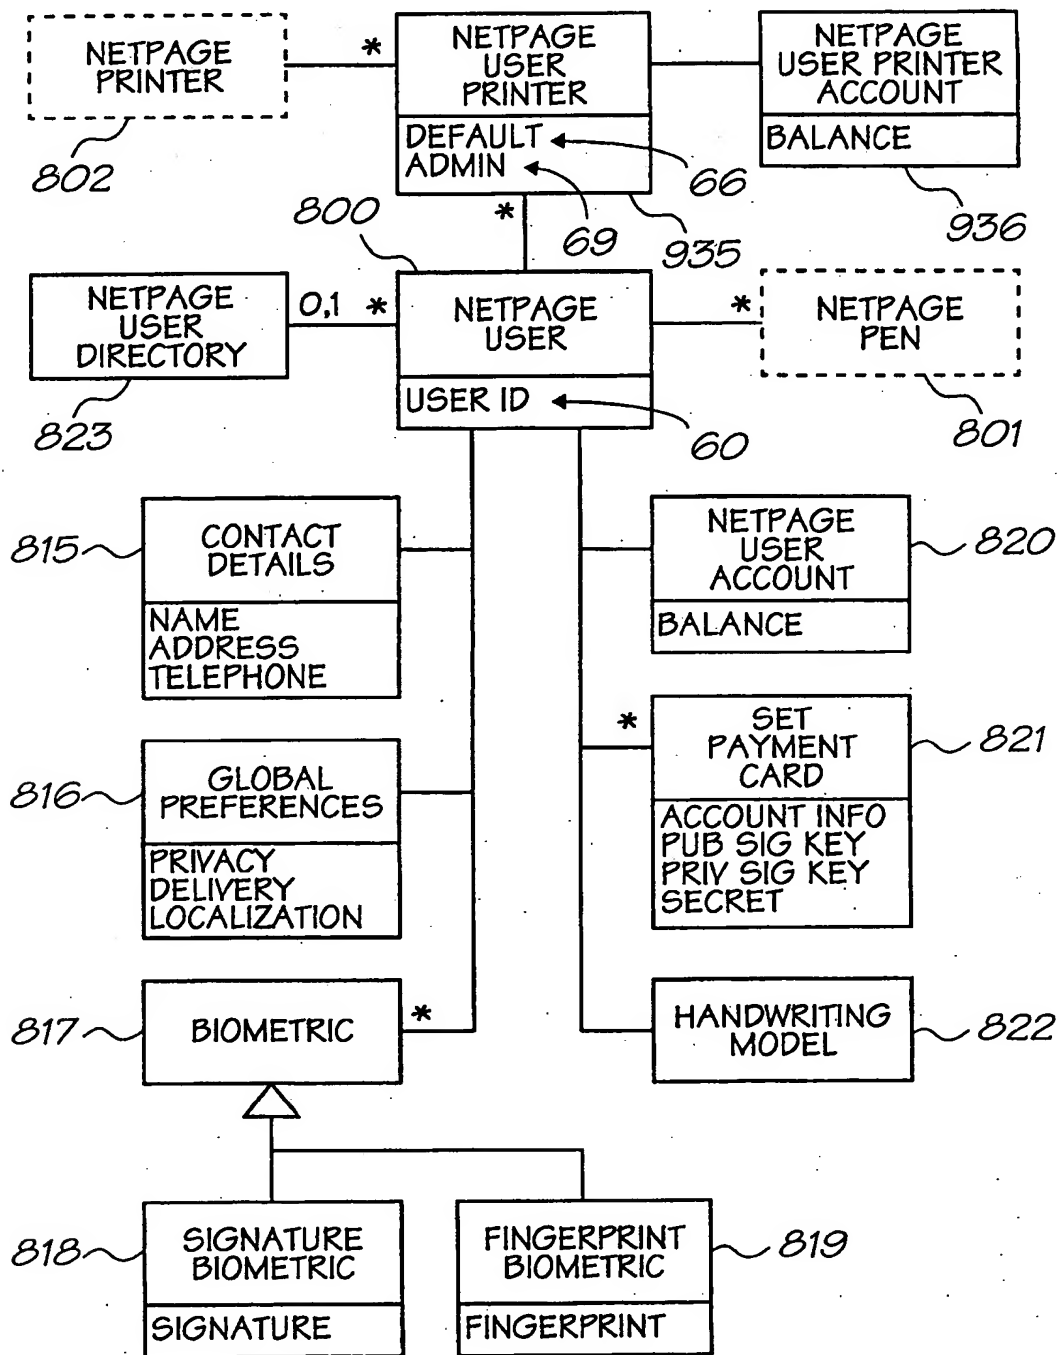 NETPAGE
PRINTER
802
*
NETPAGE
USER
PRINTER
DEFAULT
ADMIN
66
69
935
NETPAGE
USER PRINTER
ACCOUNT
BALANCE
936
*
800
NETPAGE
USER
DIRECTORY
823
0,1
*
NETPAGE
USER
USER ID
60
*
NETPAGE
PEN
801
815
CONTACT
DETAILS
NAME
ADDRESS
TELEPHONE
NETPAGE
USER
ACCOUNT
BALANCE
820
816
GLOBAL
PREFERENCES
PRIVACY
DELIVERY
LOCALIZATION
*
SET
PAYMENT
CARD
ACCOUNT INFO
PUB SIG KEY
PRIV SIG KEY
SECRET
821
817
BIOMETRIC
*
HANDWRITING
MODEL
822
818
SIGNATURE
BIOMETRIC
SIGNATURE
FINGERPRINT
BIOMETRIC
FINGERPRINT
819